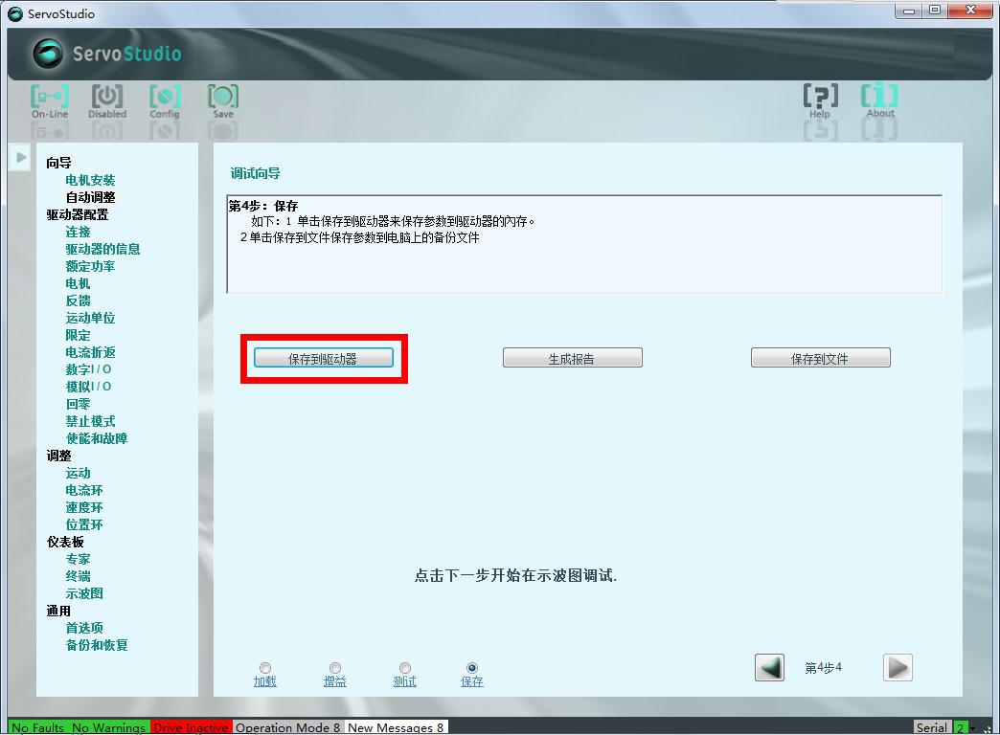 ServoStudio
ServoStudio
On-Line
Disabled
Config
Save
Help
About
向导
电机安装
自动调整
驱动器配置
连接
驱动器的信息
额定功率
电机
反馈
运动单位
限定
电流折返
数字I/O
模拟I/O
回零
禁止模式
使能和故障
调整
运动
电流环
速度环
位置环
仪表板
专家
终端
示波图
通用
首选项
备份和恢复
调试向导
第4步：保存
如下：1 单击保存到驱动器来保存参数到驱动器的内存。
2单击保存到文件保存参数到电脑上的备份文件
保存到驱动器
生成报告
保存到文件
点击下一步开始在示波图调试.
加载
增益
测试
保存
第4步4
No Faults
No Warnings
Drive Inactive
Operation Mode 8
New Messages 8
Serial
2